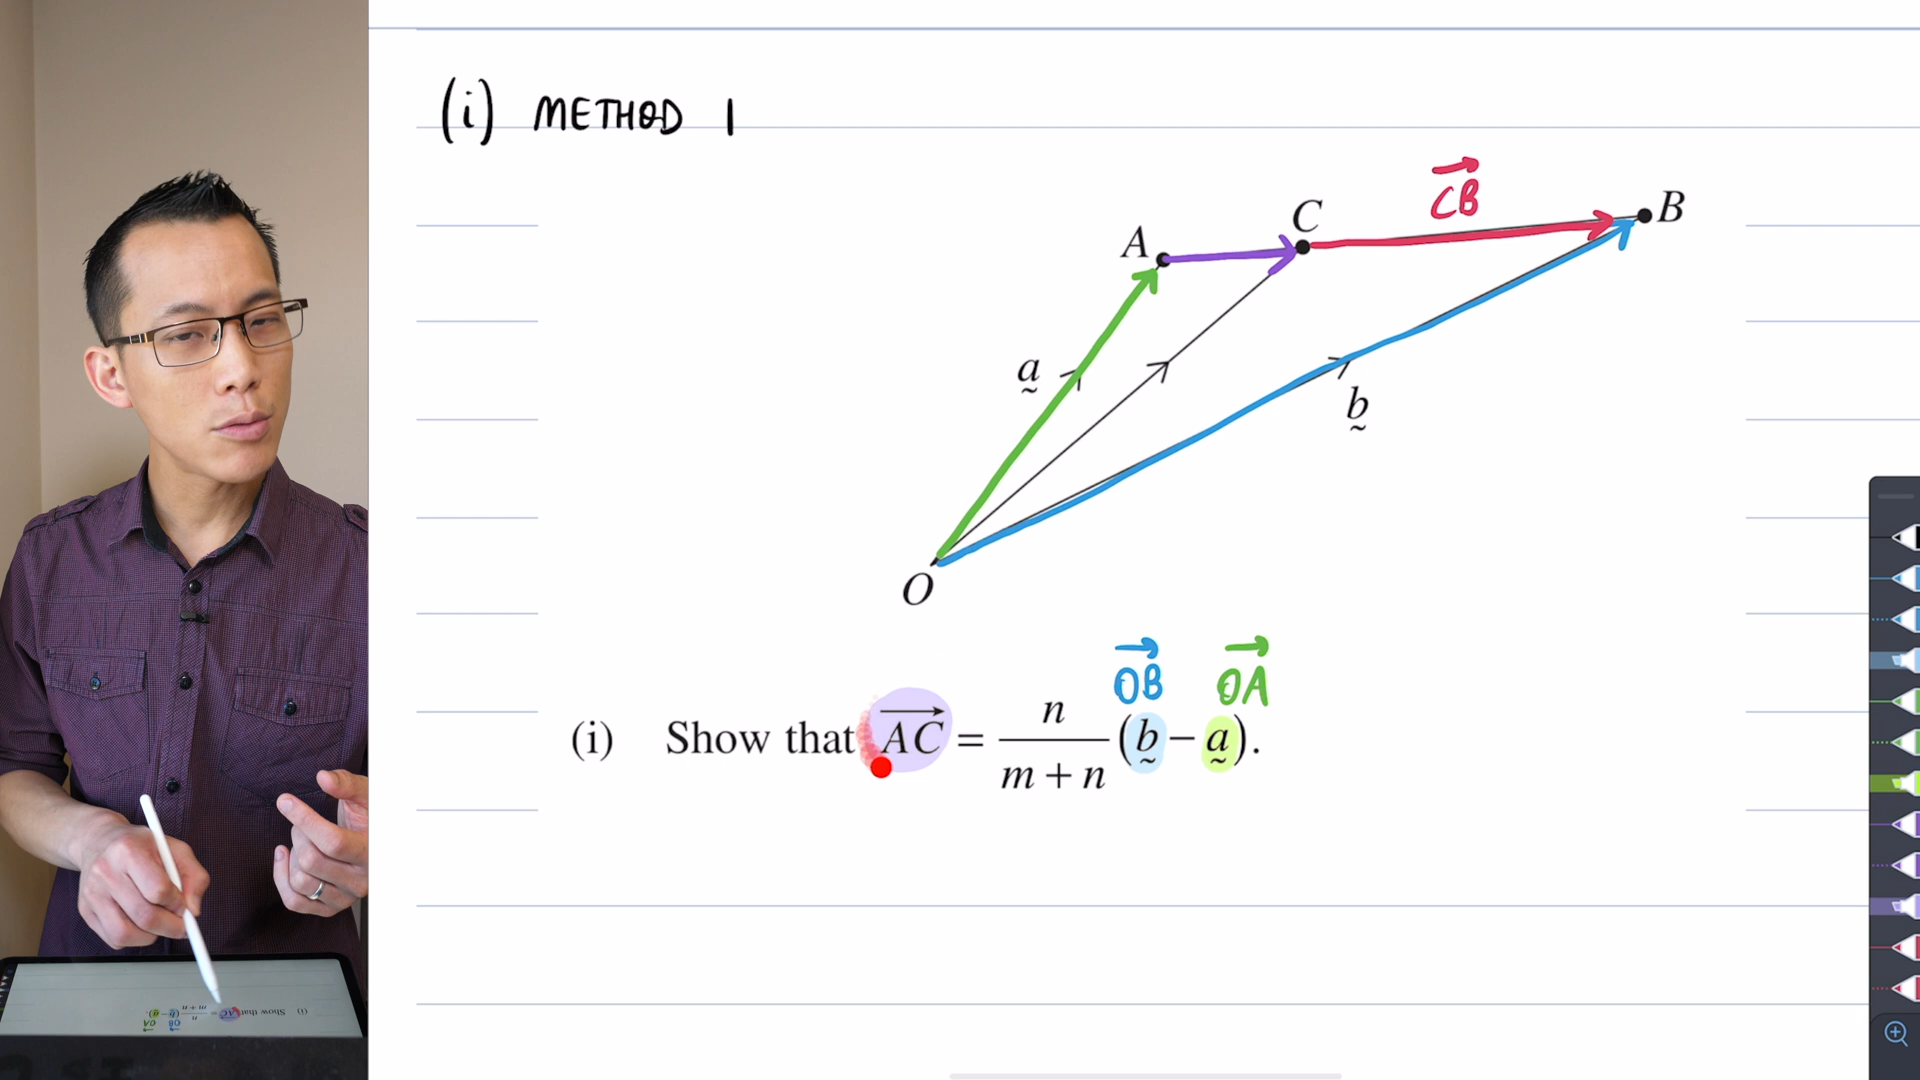 (i) METHOD 1
CB
A
C
B
a
b
O
OB OA
(i) Show that AC = n/(m + n) (b − a).